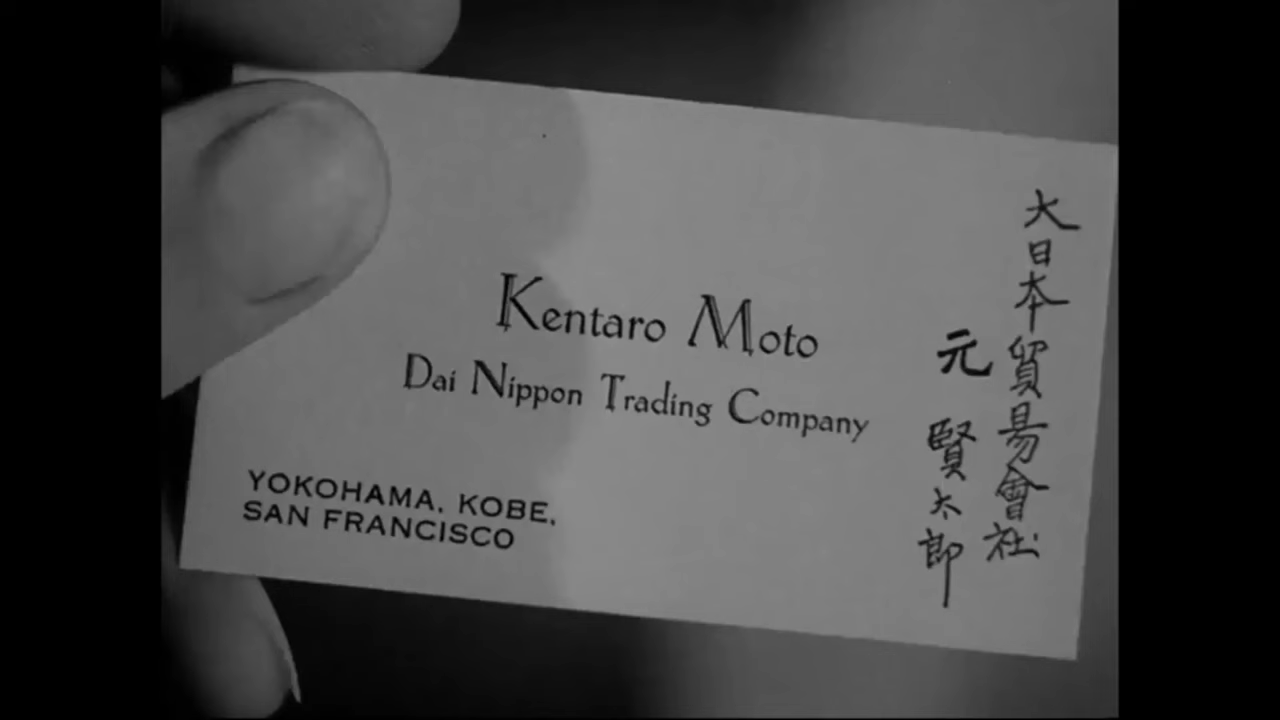 Kentaro Moto
Dai Nippon Trading Company
YOKOHAMA, KOBE,
SAN FRANCISCO
大日本貿易會社
元 賢太郎